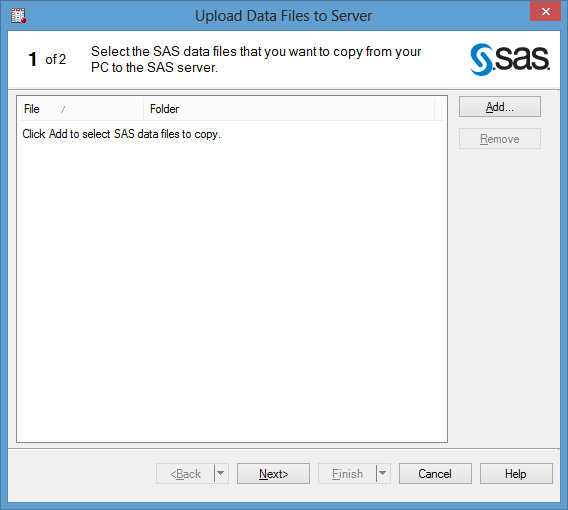 Upload Data Files to Server
1 of 2
Select the SAS data files that you want to copy from your
PC to the SAS server.
sas
File
Folder
Click Add to select SAS data files to copy.
Add...
Remove
<Back
Next>
Finish
Cancel
Help